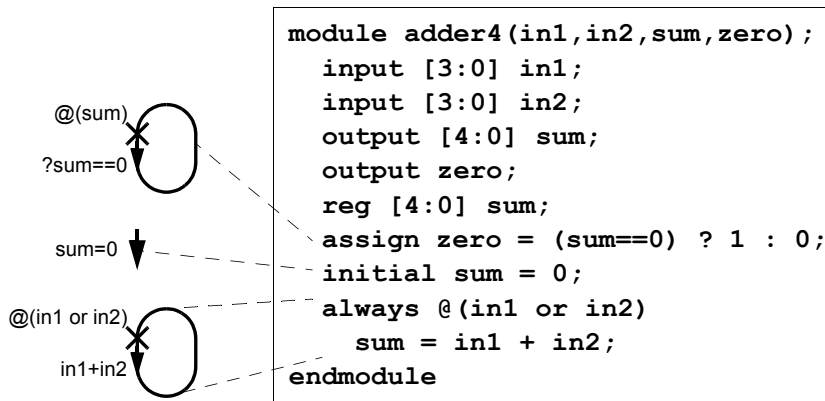 @(sum)
?sum==0
sum=0
@(in1 or in2)
in1+in2
module adder4(in1,in2,sum,zero);
input [3:0] in1;
input [3:0] in2;
output [4:0] sum;
output zero;
reg [4:0] sum;
assign zero = (sum==0) ? 1 : 0;
initial sum = 0;
always @(in1 or in2)
sum = in1 + in2;
endmodule